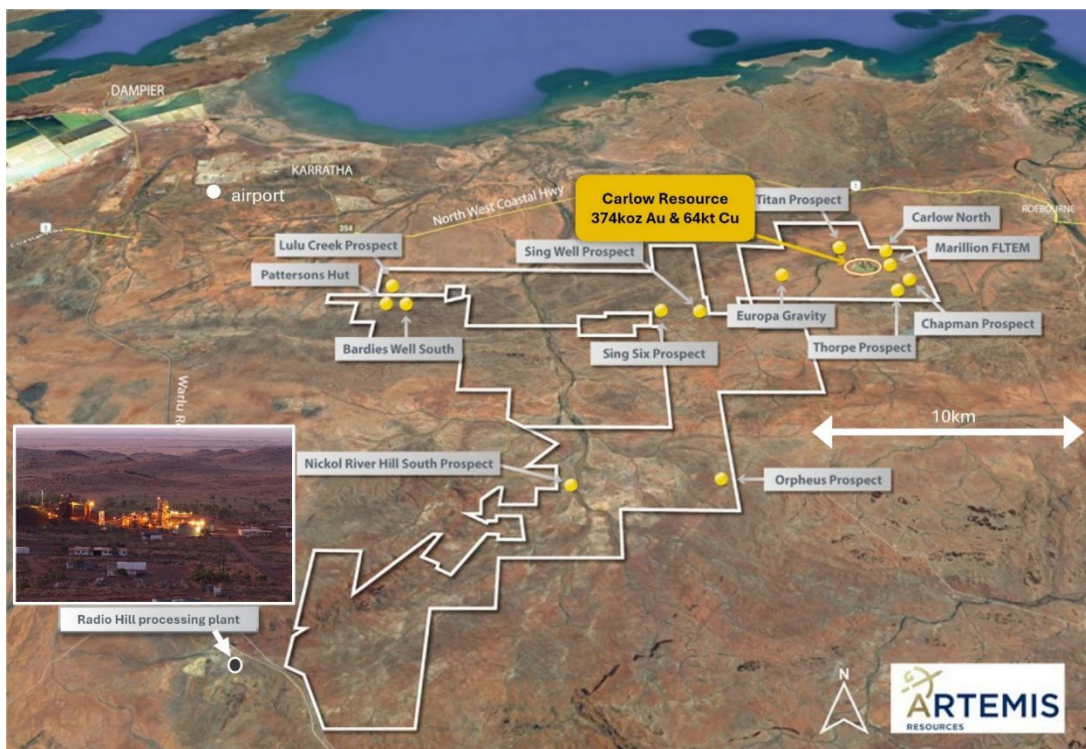 DAMPIER
KARRATHA
airport
North West Coastal Hwy
1
ROEBOURNE
1
354
Carlow Resource
374koz Au & 64kt Cu
Titan Prospect
Carlow North
Marillion FLTEM
Lulu Creek Prospect
Sing Well Prospect
Pattersons Hut
Europa Gravity
Chapman Prospect
Bardies Well South
Sing Six Prospect
Thorpe Prospect
10km
Nickol River Hill South Prospect
Orpheus Prospect
Radio Hill processing plant
N
ARTEMIS
RESOURCES